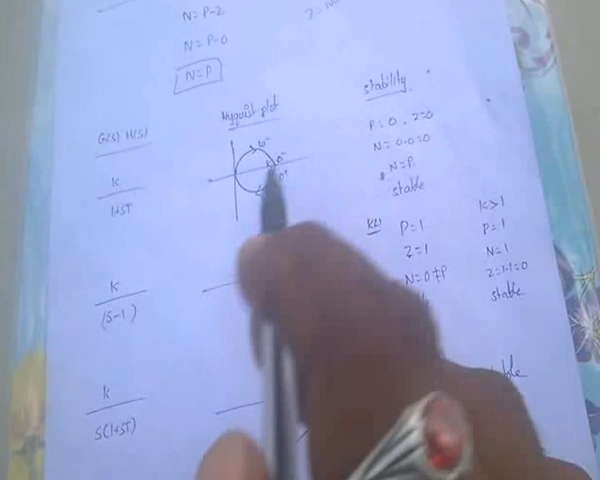 N = P-Z
N = P-0
N = P
G(s) H(s)
Nyquist plot
stability
K
1+ST
P=0, Z=0
N=0-0=0
N=P.
stable
K<1
P=1
Z=1
N=0≠P
K>1
P=1
N=1
Z=1-1=0
stable
K
(S-1)
K
S(1+ST)